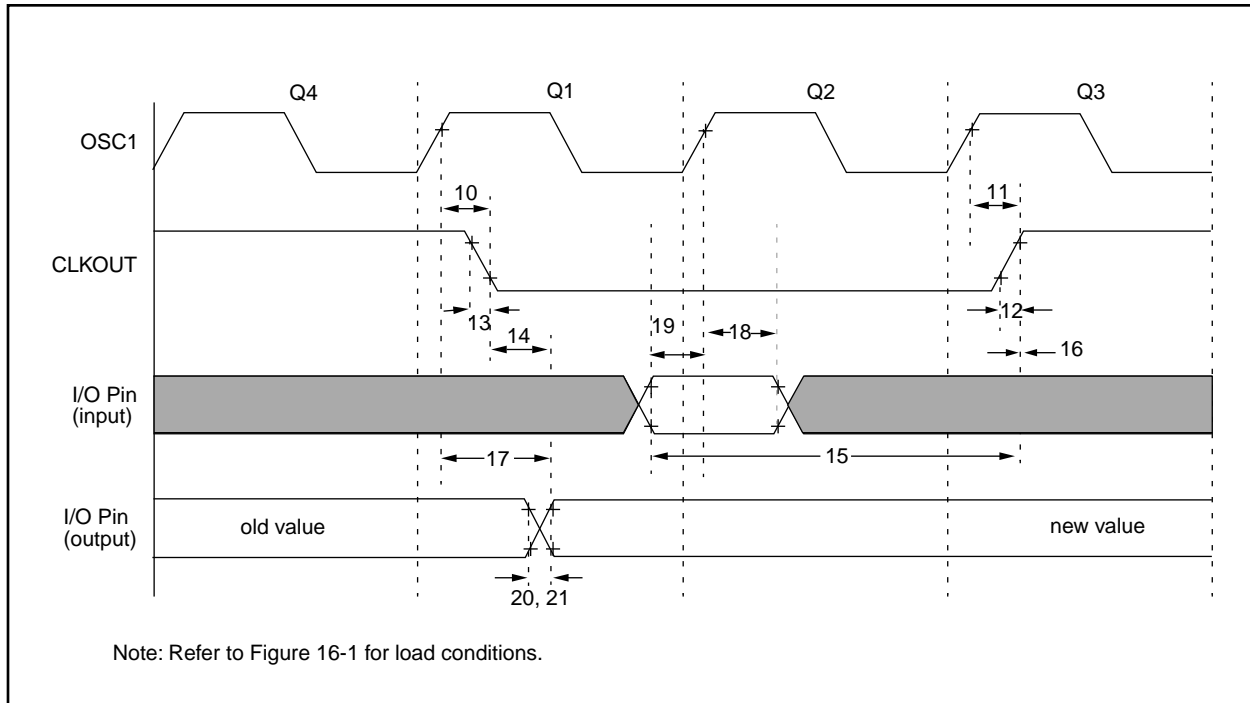 Q4 Q1 Q2 Q3
OSC1
10 11
CLKOUT
13 12
14 19 18 16
I/O Pin
(input)
17 15
I/O Pin
(output)
old value new value
20, 21
Note: Refer to Figure 16-1 for load conditions.